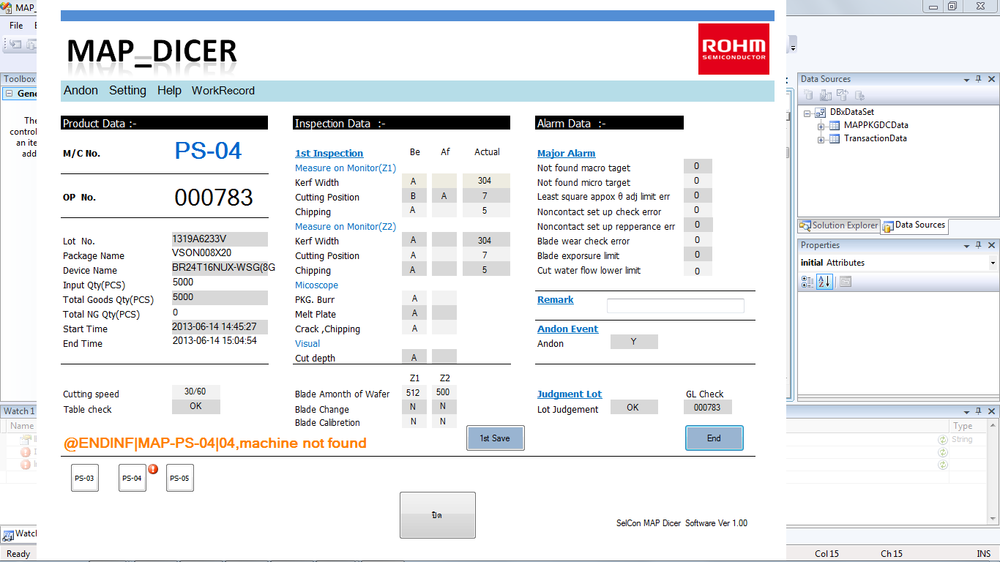 MAP_
File
MAP_DICER
ROHM
SEMICONDUCTOR
Andon Setting Help WorkRecord
Toolbox
Gene
The
control
an ite
add
Product Data :-
M/C No. PS-04
OP No. 000783
Lot No. 1319A6233V
Package Name VSON008X20
Device Name BR24T16NUX-WSG(8G
Input Qty(PCS) 5000
Total Goods Qty(PCS) 5000
Total NG Qty(PCS) 0
Start Time 2013-06-14 14:45:27
End Time 2013-06-14 15:04:54
Cutting speed 30/60
Table check OK
Inspection Data :-
1st Inspection Be Af Actual
Measure on Monitor(Z1)
Kerf Width A 304
Cutting Position B A 7
Chipping A 5
Measure on Monitor(Z2)
Kerf Width A 304
Cutting Position A 7
Chipping A 5
Micoscope
PKG. Burr A
Melt Plate A
Crack ,Chipping A
Visual
Cut depth A
Z1 Z2
Blade Amonth of Wafer 512 500
Blade Change N N
Blade Calibretion N N
Alarm Data :-
Major Alarm
Not found macro taget 0
Not found micro target 0
Least square appox θ adj limit err 0
Noncontact set up check error 0
Noncontact set up repperance err 0
Blade wear check error 0
Blade exporsure limit 0
Cut water flow lower limit 0
Remark
Andon Event
Andon Y
Judgment Lot GL Check
Lot Judgement OK 000783
@ENDINF|MAP-PS-04|04,machine not found
1st Save
End
PS-03 PS-04 PS-05
ปิด
SelCon MAP Dicer Software Ver 1.00
Data Sources
DBxDataSet
MAPPKGDCData
TransactionData
Solution Explorer Data Sources
Properties
initial Attributes
Watch 1
Name Type
String
Watch
Ready Col 15 Ch 15 INS